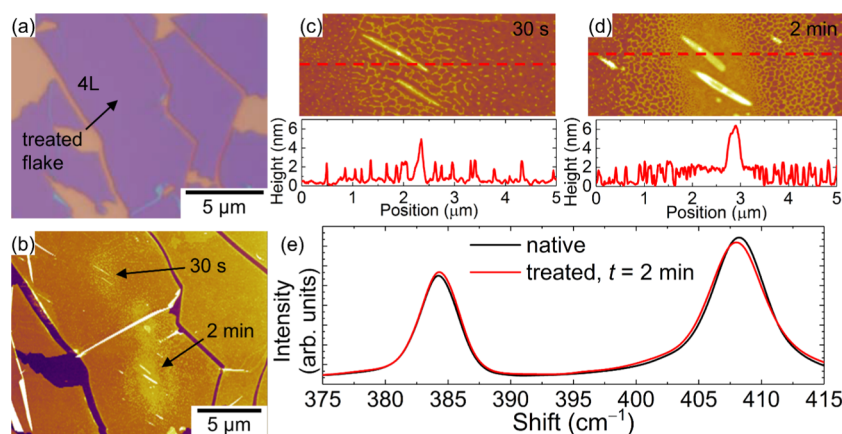 (a)
4L
treated
flake
5 μm
(b)
30 s
2 min
5 μm
(c)
30 s
Height (nm)
6
4
2
0
0 1 2 3 4 5
Position (μm)
(d)
2 min
Height (nm)
6
4
2
0
0 1 2 3 4 5
Position (μm)
(e)
native
treated, t = 2 min
Intensity
(arb. units)
375 380 385 390 395 400 405 410 415
Shift (cm⁻¹)